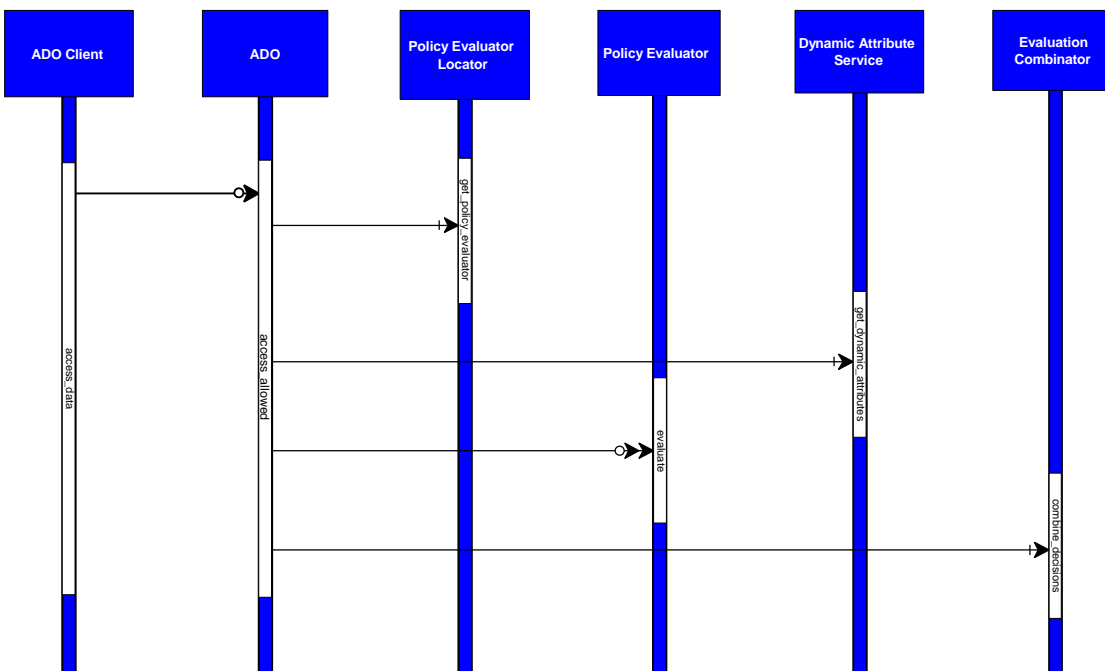 ADO Client
ADO
Policy Evaluator
Locator
Policy Evaluator
Dynamic Attribute
Service
Evaluation
Combinator
access_data
access_allowed
get_policy_evaluator
evaluate
get_dynamic_attributes
combine_decisions